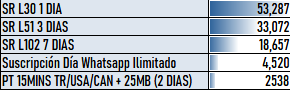 SR L30 1 DIA 53,287
SR L51 3 DIAS 33,072
SR L102 7 DIAS 18,657
Suscripción Día Whatsapp Ilimitado 4,520
PT 15MINS TR/USA/CAN + 25MB (2 DIAS) 2538